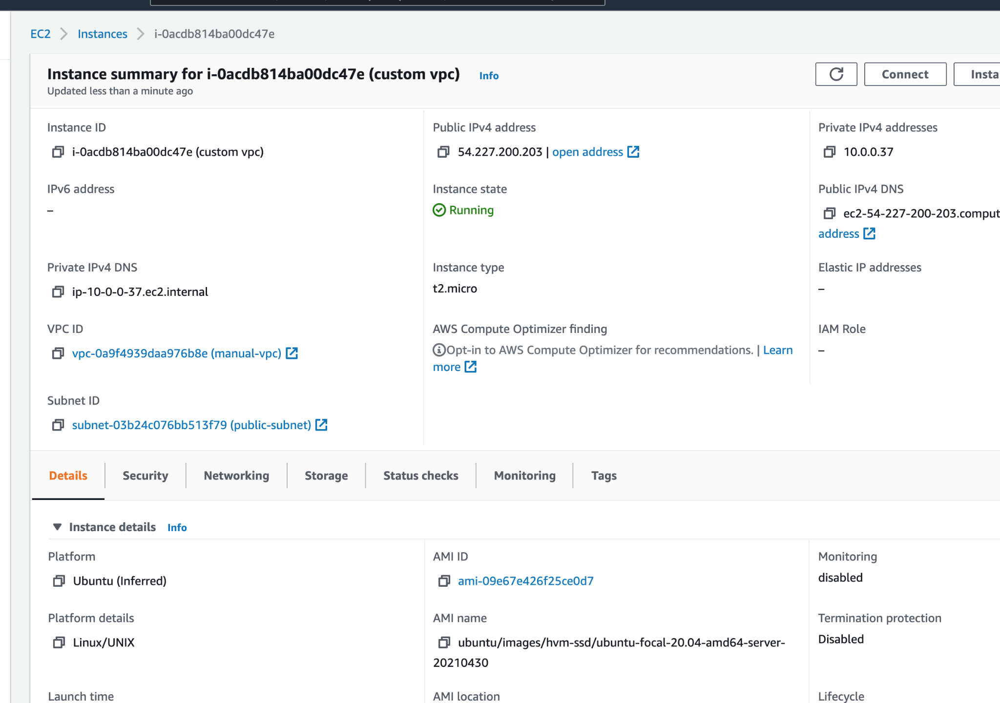 EC2 > Instances > i-0acdb814ba00dc47e
Instance summary for i-0acdb814ba00dc47e (custom vpc) Info
Updated less than a minute ago
Connect
Insta
Instance ID
i-0acdb814ba00dc47e (custom vpc)
Public IPv4 address
54.227.200.203 | open address
Private IPv4 addresses
10.0.0.37
IPv6 address
–
Instance state
Running
Public IPv4 DNS
ec2-54-227-200-203.comput
address
Private IPv4 DNS
ip-10-0-0-37.ec2.internal
Instance type
t2.micro
Elastic IP addresses
–
VPC ID
vpc-0a9f4939daa976b8e (manual-vpc)
AWS Compute Optimizer finding
Opt-in to AWS Compute Optimizer for recommendations. | Learn
more
IAM Role
–
Subnet ID
subnet-03b24c076bb513f79 (public-subnet)
Details
Security
Networking
Storage
Status checks
Monitoring
Tags
Instance details Info
Platform
Ubuntu (Inferred)
AMI ID
ami-09e67e426f25ce0d7
Monitoring
disabled
Platform details
Linux/UNIX
AMI name
ubuntu/images/hvm-ssd/ubuntu-focal-20.04-amd64-server-
20210430
Termination protection
Disabled
Launch time
AMI location
Lifecycle